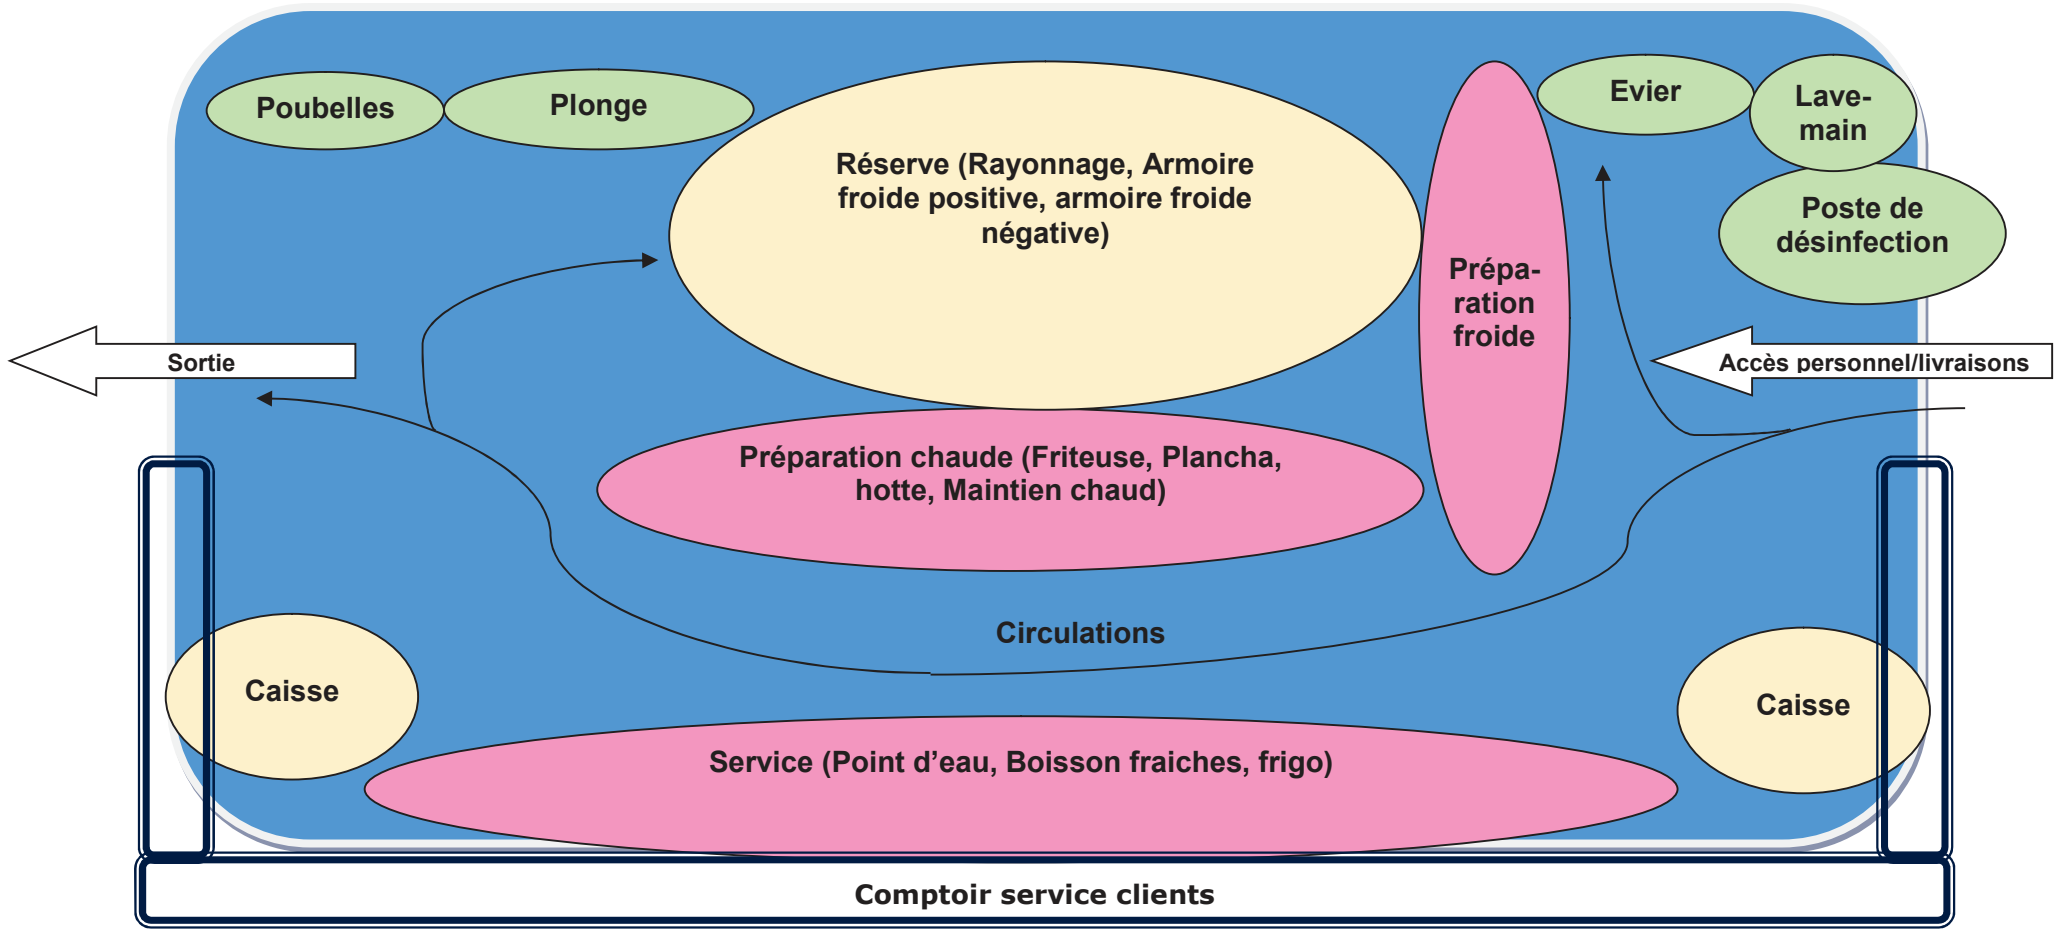 Poubelles
Plonge
Réserve (Rayonnage, Armoire
froide positive, armoire froide
négative)
Evier
Lave-
main
Poste de
désinfection
Prépa-
ration
froide
Sortie
Accès personnel/livraisons
Préparation chaude (Friteuse, Plancha,
hotte, Maintien chaud)
Circulations
Caisse
Caisse
Service (Point d’eau, Boisson fraiches, frigo)
Comptoir service clients